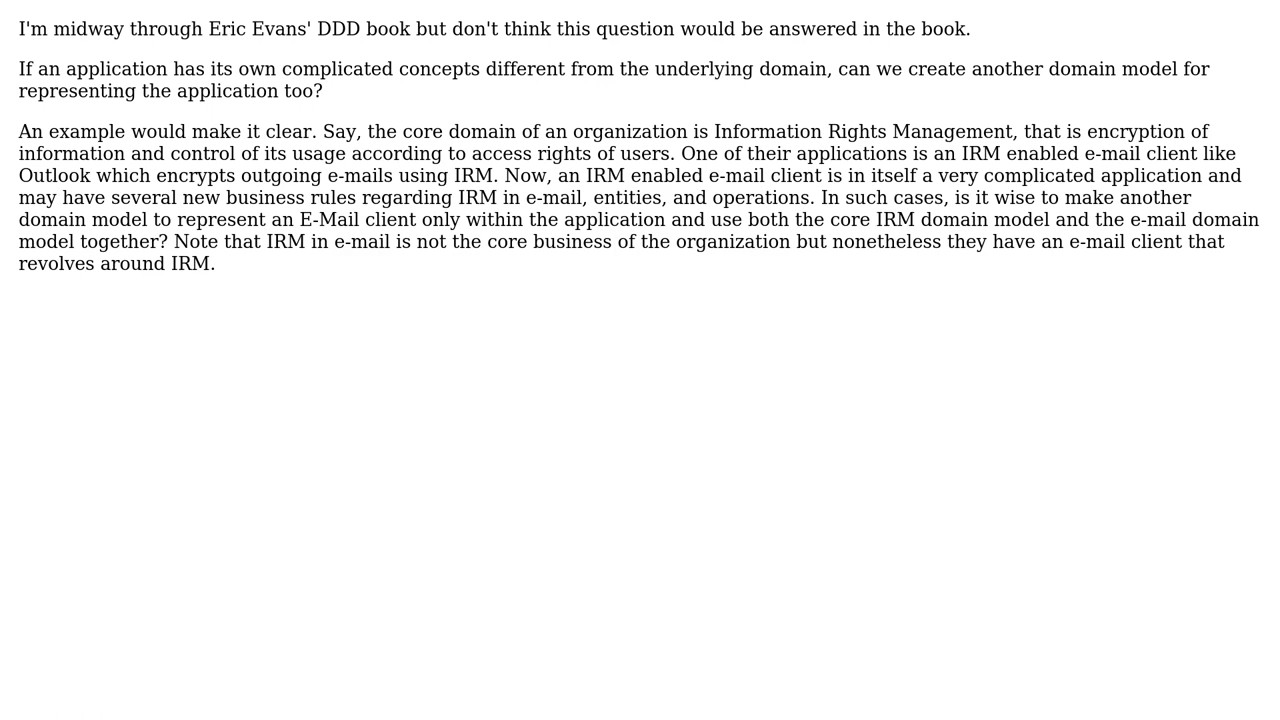 I'm midway through Eric Evans' DDD book but don't think this question would be answered in the book.
If an application has its own complicated concepts different from the underlying domain, can we create another domain model for
representing the application too?
An example would make it clear. Say, the core domain of an organization is Information Rights Management, that is encryption of
information and control of its usage according to access rights of users. One of their applications is an IRM enabled e-mail client like
Outlook which encrypts outgoing e-mails using IRM. Now, an IRM enabled e-mail client is in itself a very complicated application and
may have several new business rules regarding IRM in e-mail, entities, and operations. In such cases, is it wise to make another
domain model to represent an E-Mail client only within the application and use both the core IRM domain model and the e-mail domain
model together? Note that IRM in e-mail is not the core business of the organization but nonetheless they have an e-mail client that
revolves around IRM.